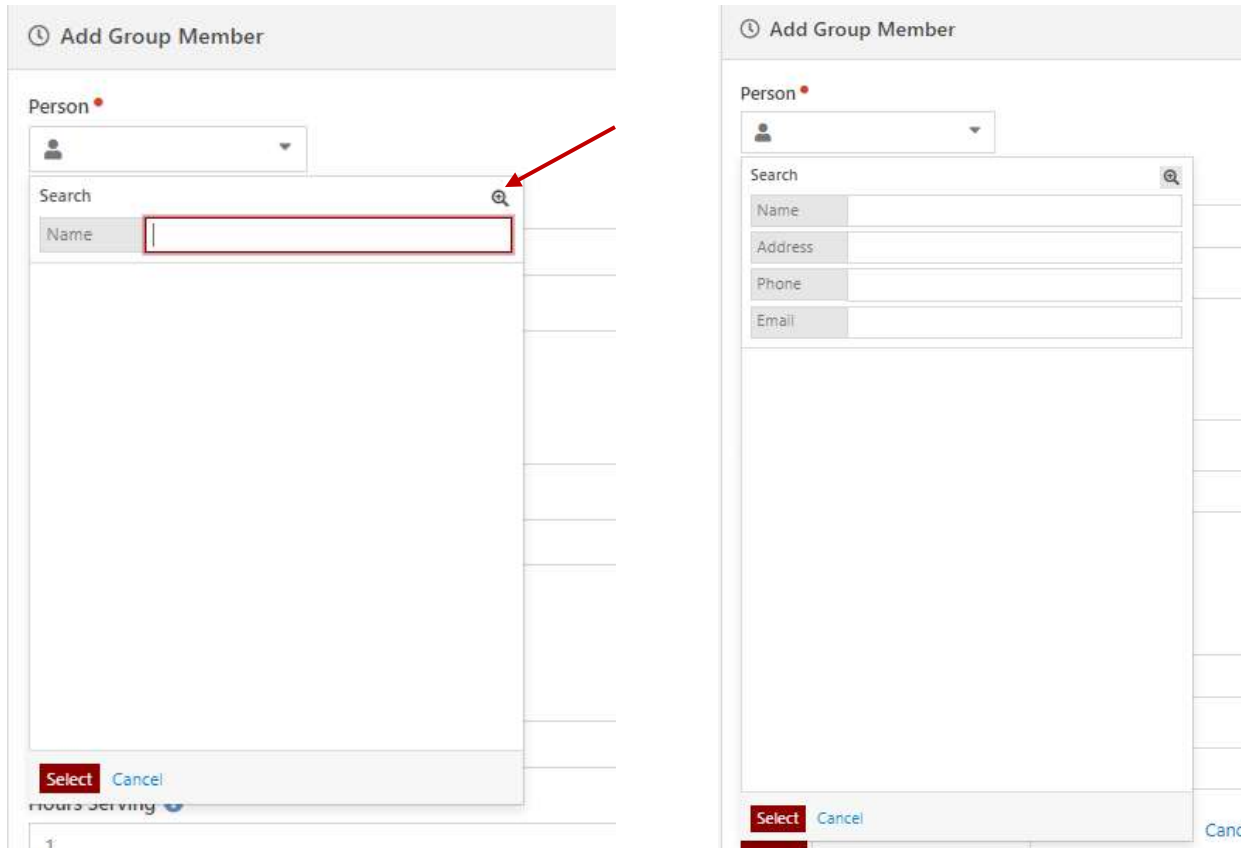 Add Group Member
Person
Search
Name
Select Cancel
Hours Serving
1
Add Group Member
Person
Search
Name
Address
Phone
Email
Select Cancel